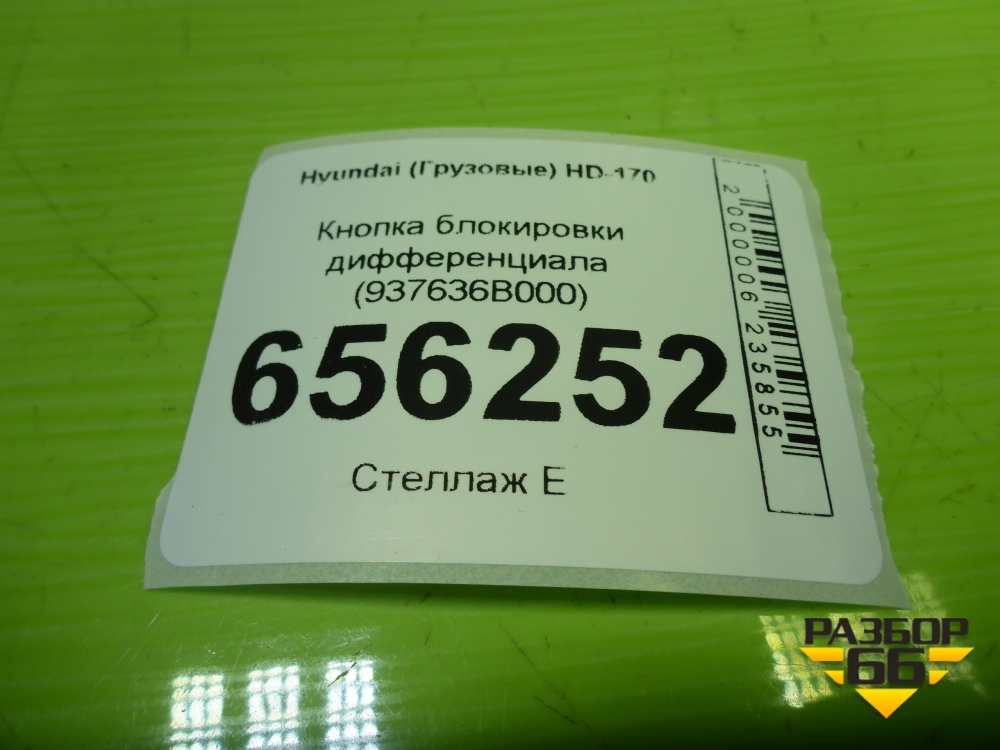 Hyundai (Грузовые) HD-170
Кнопка блокировки
дифференциала
(937636B000)
656252
Стеллаж Е
2000006235855
РАЗБОР
66